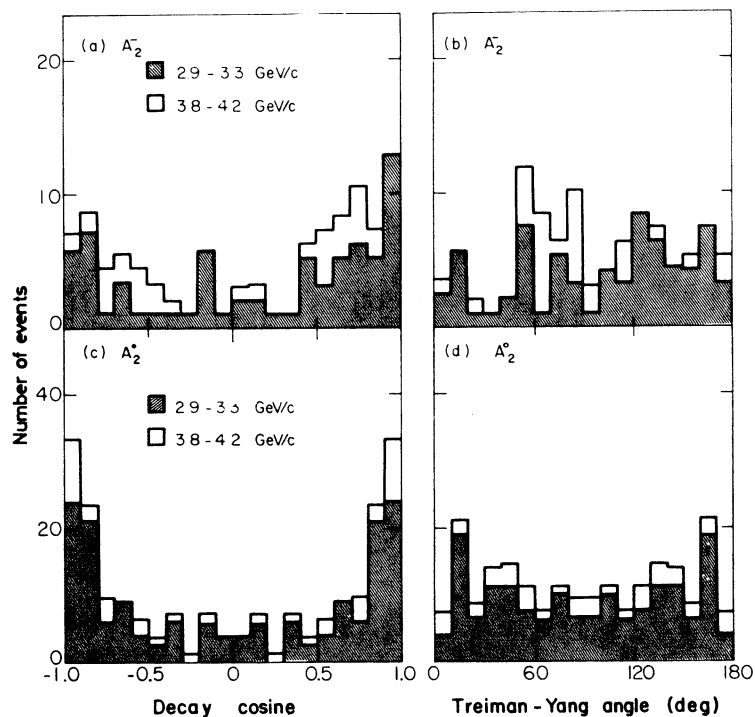 (a) A₂⁻
29-33 GeV/c
38-42 GeV/c
(b) A₂⁻
20
10
0
Number of events
(c) A₂°
29-33 GeV/c
38-42 GeV/c
(d) A₂°
40
20
0
-1.0 -0.5 0 0.5 1.0
0 60 120 180
Decay cosine
Treiman-Yang angle (deg)